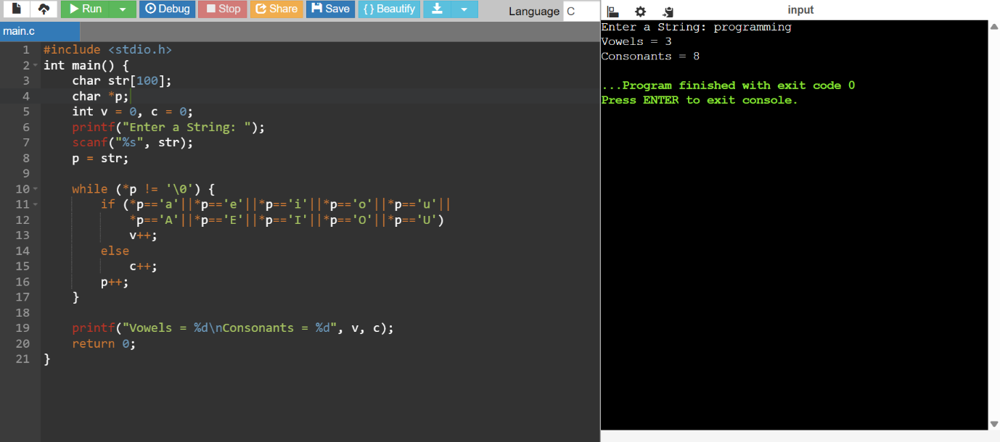 Run Debug Stop Share Save { } Beautify Language C
main.c
1 #include <stdio.h>
2 int main() {
3     char str[100];
4     char *p;
5     int v = 0, c = 0;
6     printf("Enter a String: ");
7     scanf("%s", str);
8     p = str;
9
10     while (*p != '\0') {
11         if (*p=='a'||*p=='e'||*p=='i'||*p=='o'||*p=='u'||
12             *p=='A'||*p=='E'||*p=='I'||*p=='O'||*p=='U')
13             v++;
14         else
15             c++;
16         p++;
17     }
18
19     printf("Vowels = %d\nConsonants = %d", v, c);
20     return 0;
21 }
input
Enter a String: programming
Vowels = 3
Consonants = 8
...Program finished with exit code 0
Press ENTER to exit console.